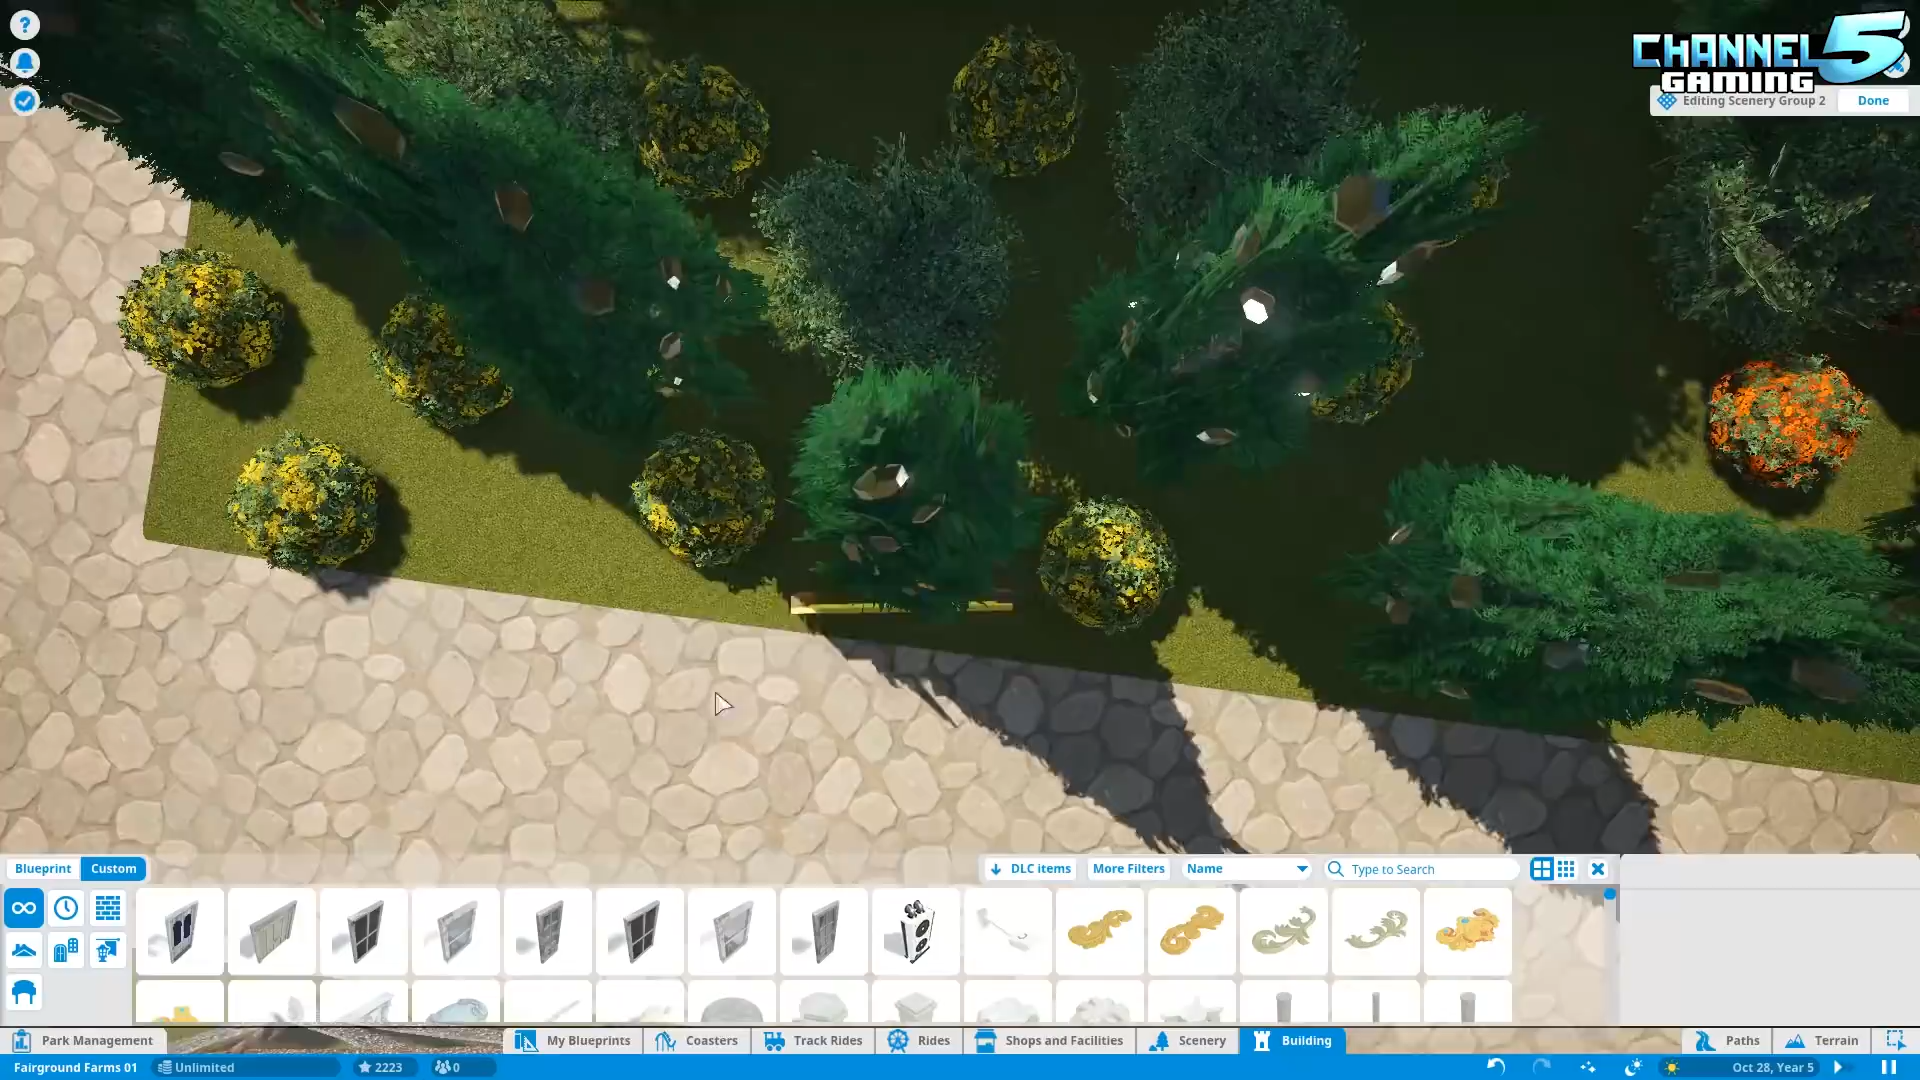 ?
CHANNEL 5
GAMING
Editing Scenery Group 2
Done
Blueprint
Custom
DLC items
More Filters
Name
Type to Search
Park Management
My Blueprints
Coasters
Track Rides
Rides
Shops and Facilities
Scenery
Building
Paths
Terrain
Fairground Farms 01
Unlimited
2223
0
Oct 28, Year 5